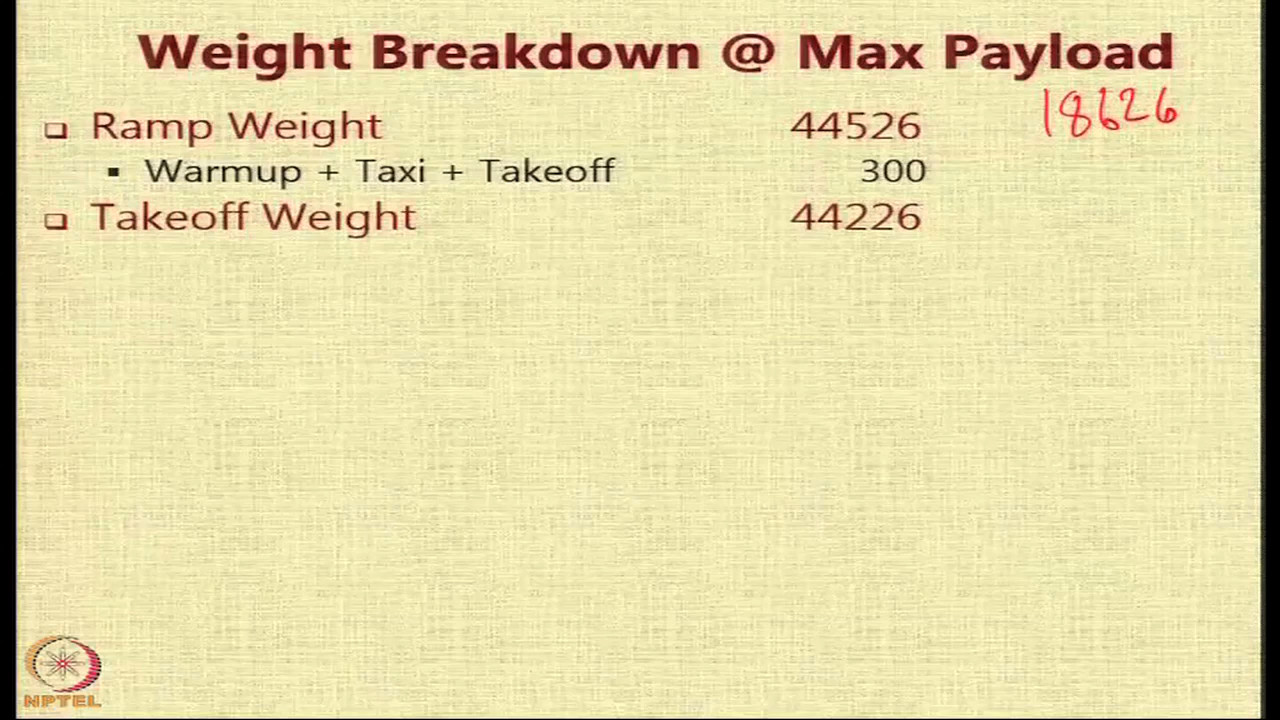 Weight Breakdown @ Max Payload
Ramp Weight 44526 18626
Warmup + Taxi + Takeoff 300
Takeoff Weight 44226
NPTEL